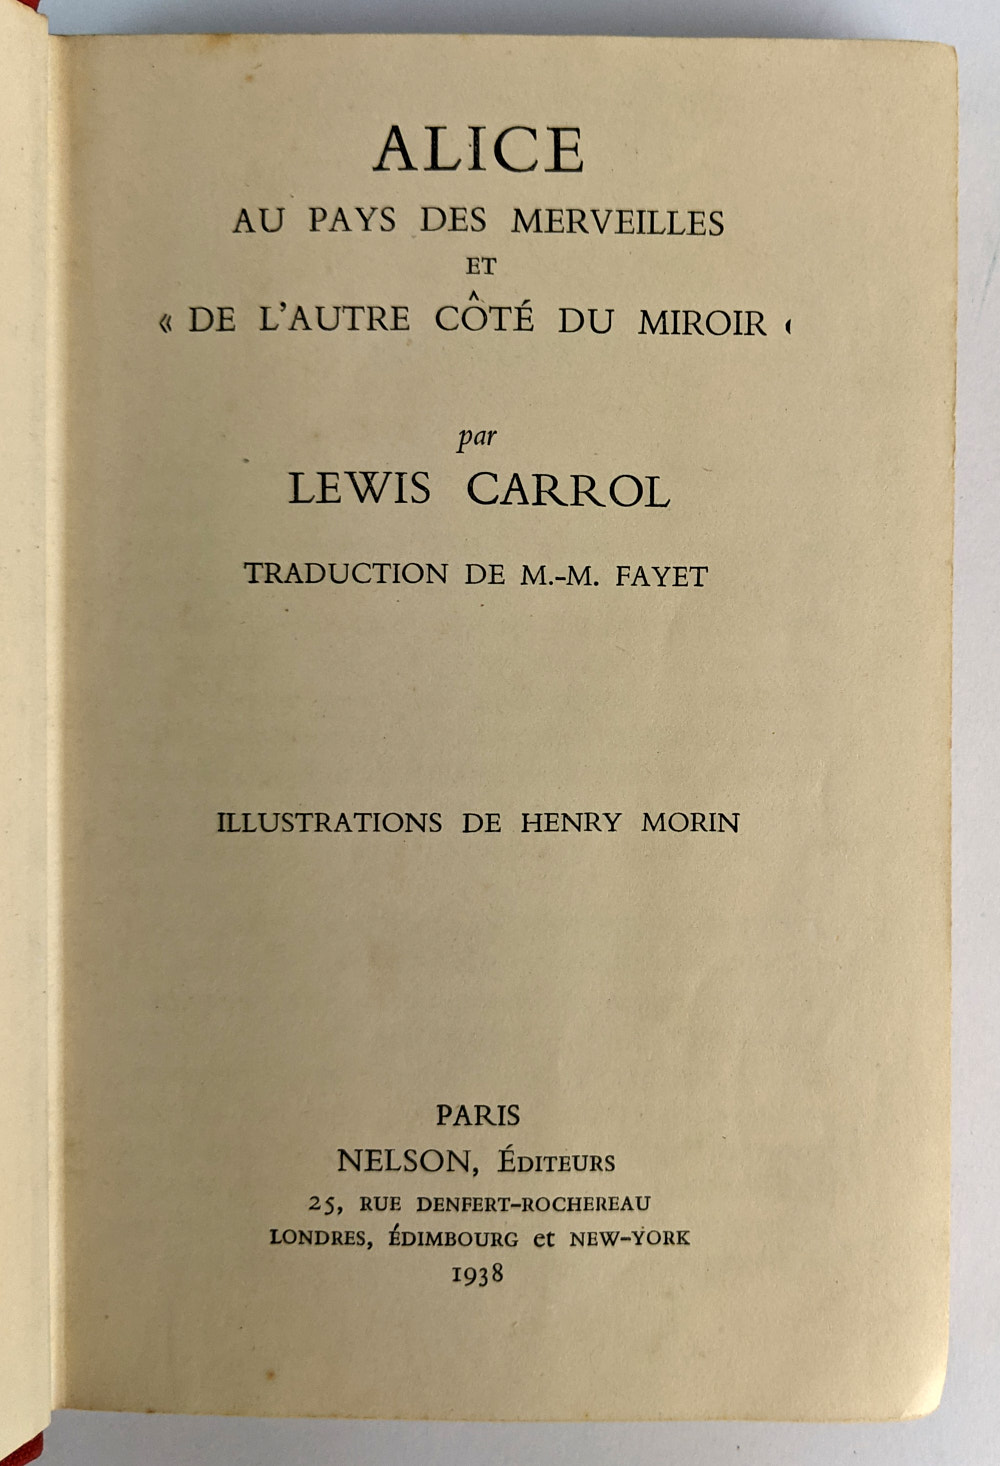 ALICE
AU PAYS DES MERVEILLES
ET
« DE L'AUTRE CÔTÉ DU MIROIR ‹
par
LEWIS CARROL
TRADUCTION DE M.-M. FAYET
ILLUSTRATIONS DE HENRY MORIN
PARIS
NELSON, ÉDITEURS
25, RUE DENFERT-ROCHEREAU
LONDRES, ÉDIMBOURG et NEW-YORK
1938